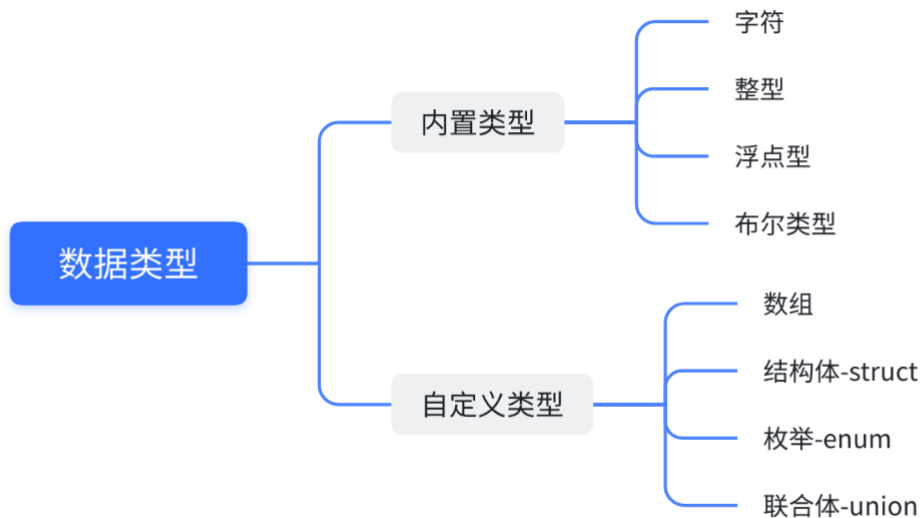 数据类型
内置类型
字符
整型
浮点型
布尔类型
自定义类型
数组
结构体-struct
枚举-enum
联合体-union